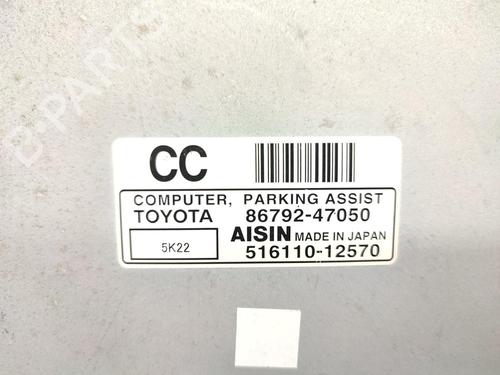 B-PARTS
CC
COMPUTER, PARKING ASSIST
TOYOTA 86792-47050
5K22 AISIN MADE IN JAPAN
516110-12570